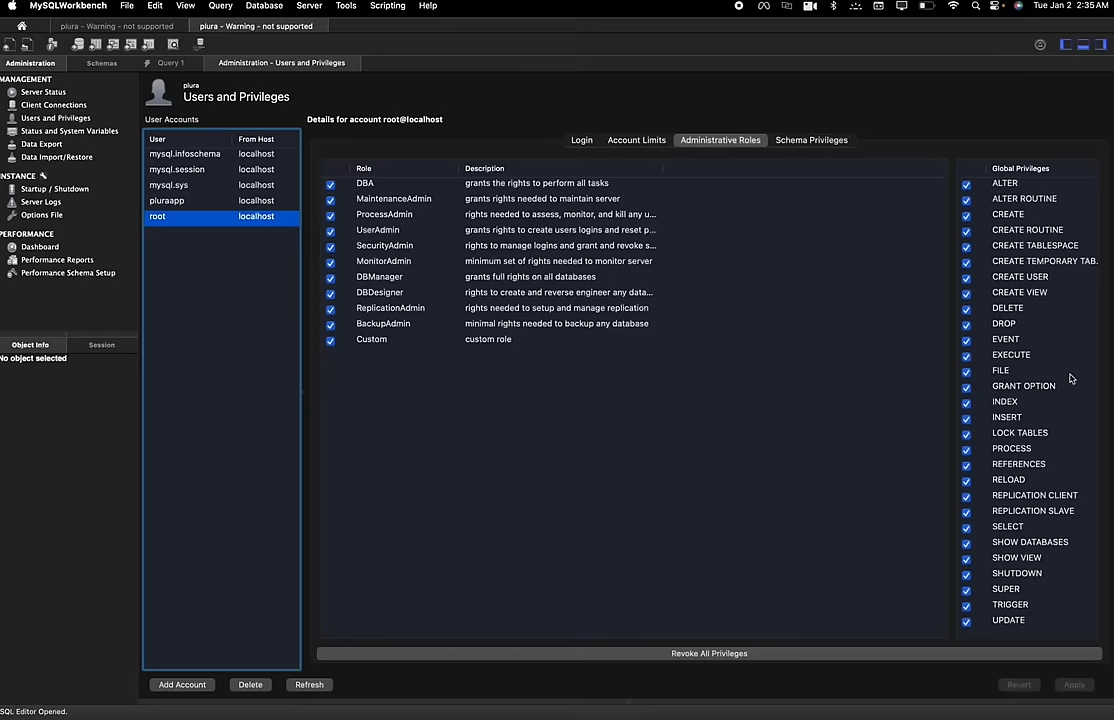 MySQLWorkbench File Edit View Query Database Server Tools Scripting Help Tue Jan 2 2:35 AM
plura - Warning - not supported plura - Warning - not supported
Administration Schemas Query 1 Administration - Users and Privileges
MANAGEMENT
Server Status
Client Connections
Users and Privileges
Status and System Variables
Data Export
Data Import/Restore
INSTANCE
Startup / Shutdown
Server Logs
Options File
PERFORMANCE
Dashboard
Performance Reports
Performance Schema Setup
Object Info Session
No object selected
plura
Users and Privileges
User Accounts
User From Host
mysql.infoschema localhost
mysql.session localhost
mysql.sys localhost
pluraapp localhost
root localhost
Details for account root@localhost
Login Account Limits Administrative Roles Schema Privileges
Role Description
DBA grants the rights to perform all tasks
MaintenanceAdmin grants rights needed to maintain server
ProcessAdmin rights needed to assess, monitor, and kill any u...
UserAdmin grants rights to create users logins and reset p...
SecurityAdmin rights to manage logins and grant and revoke s...
MonitorAdmin minimum set of rights needed to monitor server
DBManager grants full rights on all databases
DBDesigner rights to create and reverse engineer any data...
ReplicationAdmin rights needed to setup and manage replication
BackupAdmin minimal rights needed to backup any database
Custom custom role
Global Privileges
ALTER
ALTER ROUTINE
CREATE
CREATE ROUTINE
CREATE TABLESPACE
CREATE TEMPORARY TAB.
CREATE USER
CREATE VIEW
DELETE
DROP
EVENT
EXECUTE
FILE
GRANT OPTION
INDEX
INSERT
LOCK TABLES
PROCESS
REFERENCES
RELOAD
REPLICATION CLIENT
REPLICATION SLAVE
SELECT
SHOW DATABASES
SHOW VIEW
SHUTDOWN
SUPER
TRIGGER
UPDATE
Revoke All Privileges
Add Account Delete Refresh Revert Apply
SQL Editor Opened.